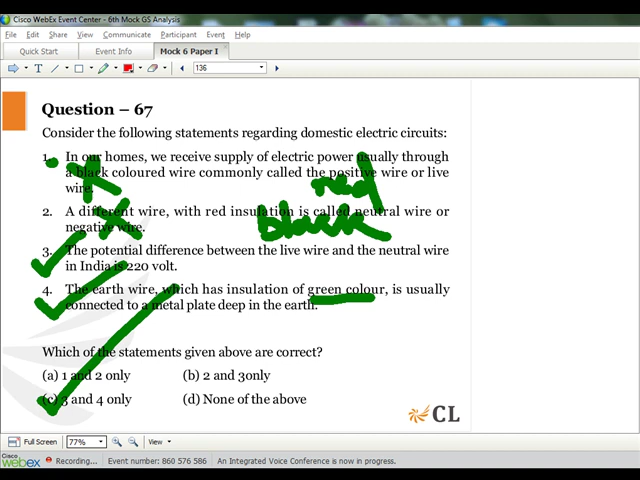 Cisco WebEx Event Center - 6th Mock GS Analysis
File Edit Share View Communicate Participant Event Help
Quick Start Event Info Mock 6 Paper I
T 136
Question – 67
Consider the following statements regarding domestic electric circuits:
1. In our homes, we receive supply of electric power usually through
a black coloured wire commonly called the positive wire or live
wire.
red
2. A different wire, with red insulation is called neutral wire or
negative wire.
black
3. The potential difference between the live wire and the neutral wire
in India is 220 volt.
4. The earth wire, which has insulation of green colour, is usually
connected to a metal plate deep in the earth.
Which of the statements given above are correct?
(a) 1 and 2 only (b) 2 and 3only
(c) 3 and 4 only (d) None of the above
CL
Full Screen 77% View
Cisco webex Recording... Event number: 860 576 586 An Integrated Voice Conference is now in progress.